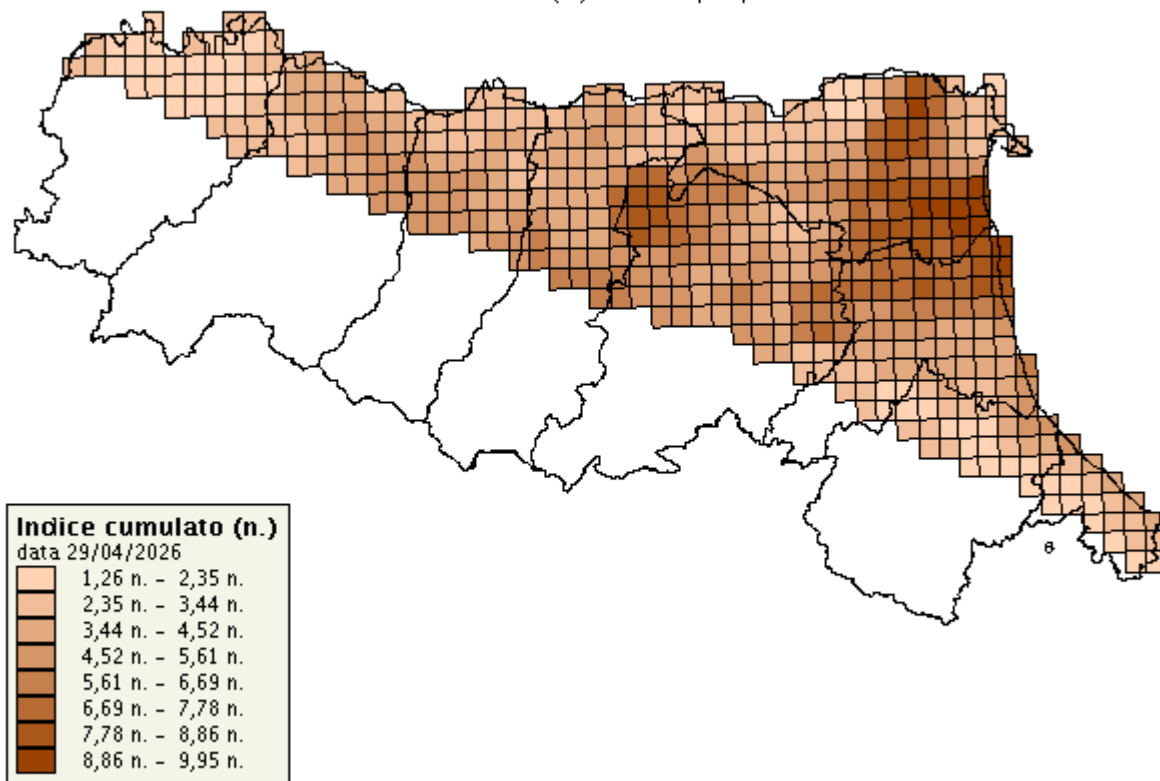 Indice cumulato (n.)
data 29/04/2026
1,26 n. - 2,35 n.
2,35 n. - 3,44 n.
3,44 n. - 4,52 n.
4,52 n. - 5,61 n.
5,61 n. - 6,69 n.
6,69 n. - 7,78 n.
7,78 n. - 8,86 n.
8,86 n. - 9,95 n.